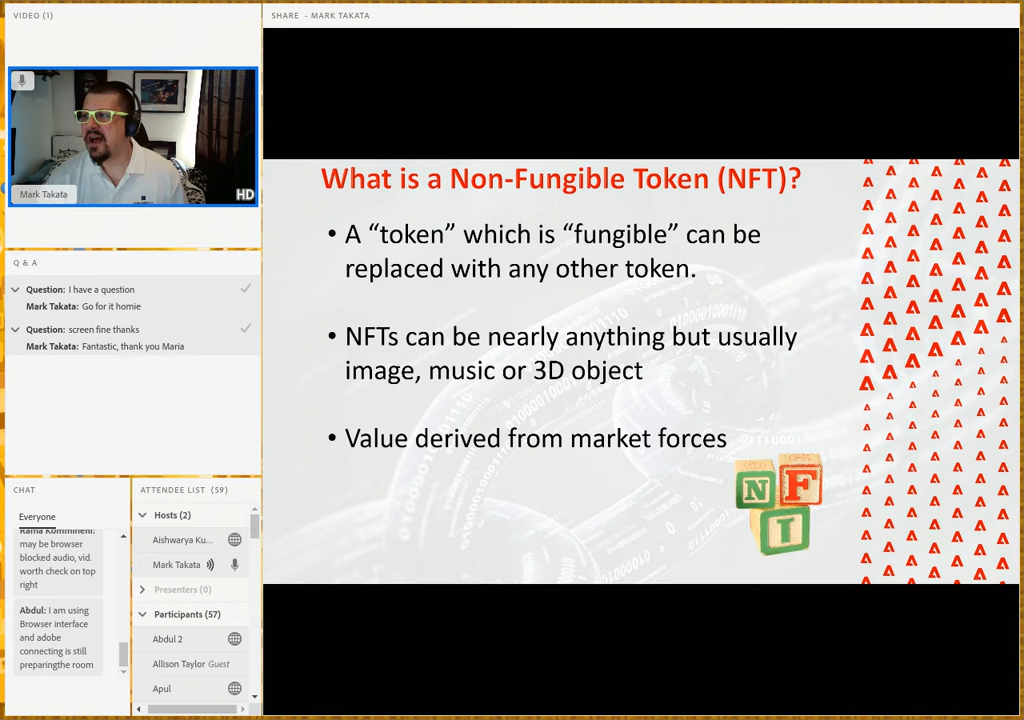 VIDEO (1)
Mark Takata
HD
Q & A
Question: I have a question
Mark Takata: Go for it homie
Question: screen fine thanks
Mark Takata: Fantastic, thank you Maria
CHAT
Everyone
Rama Kommineni:
may be browser
blocked audio, vid.
worth check on top
right
Abdul: I am using
Browser interface
and adobe
connecting is still
preparingthe room
ATTENDEE LIST (59)
Hosts (2)
Aishwarya Ku...
Mark Takata
Presenters (0)
Participants (57)
Abdul 2
Allison Taylor Guest
Apul
SHARE - MARK TAKATA
What is a Non-Fungible Token (NFT)?
• A “token” which is “fungible” can be
replaced with any other token.
• NFTs can be nearly anything but usually
image, music or 3D object
• Value derived from market forces
N F
T